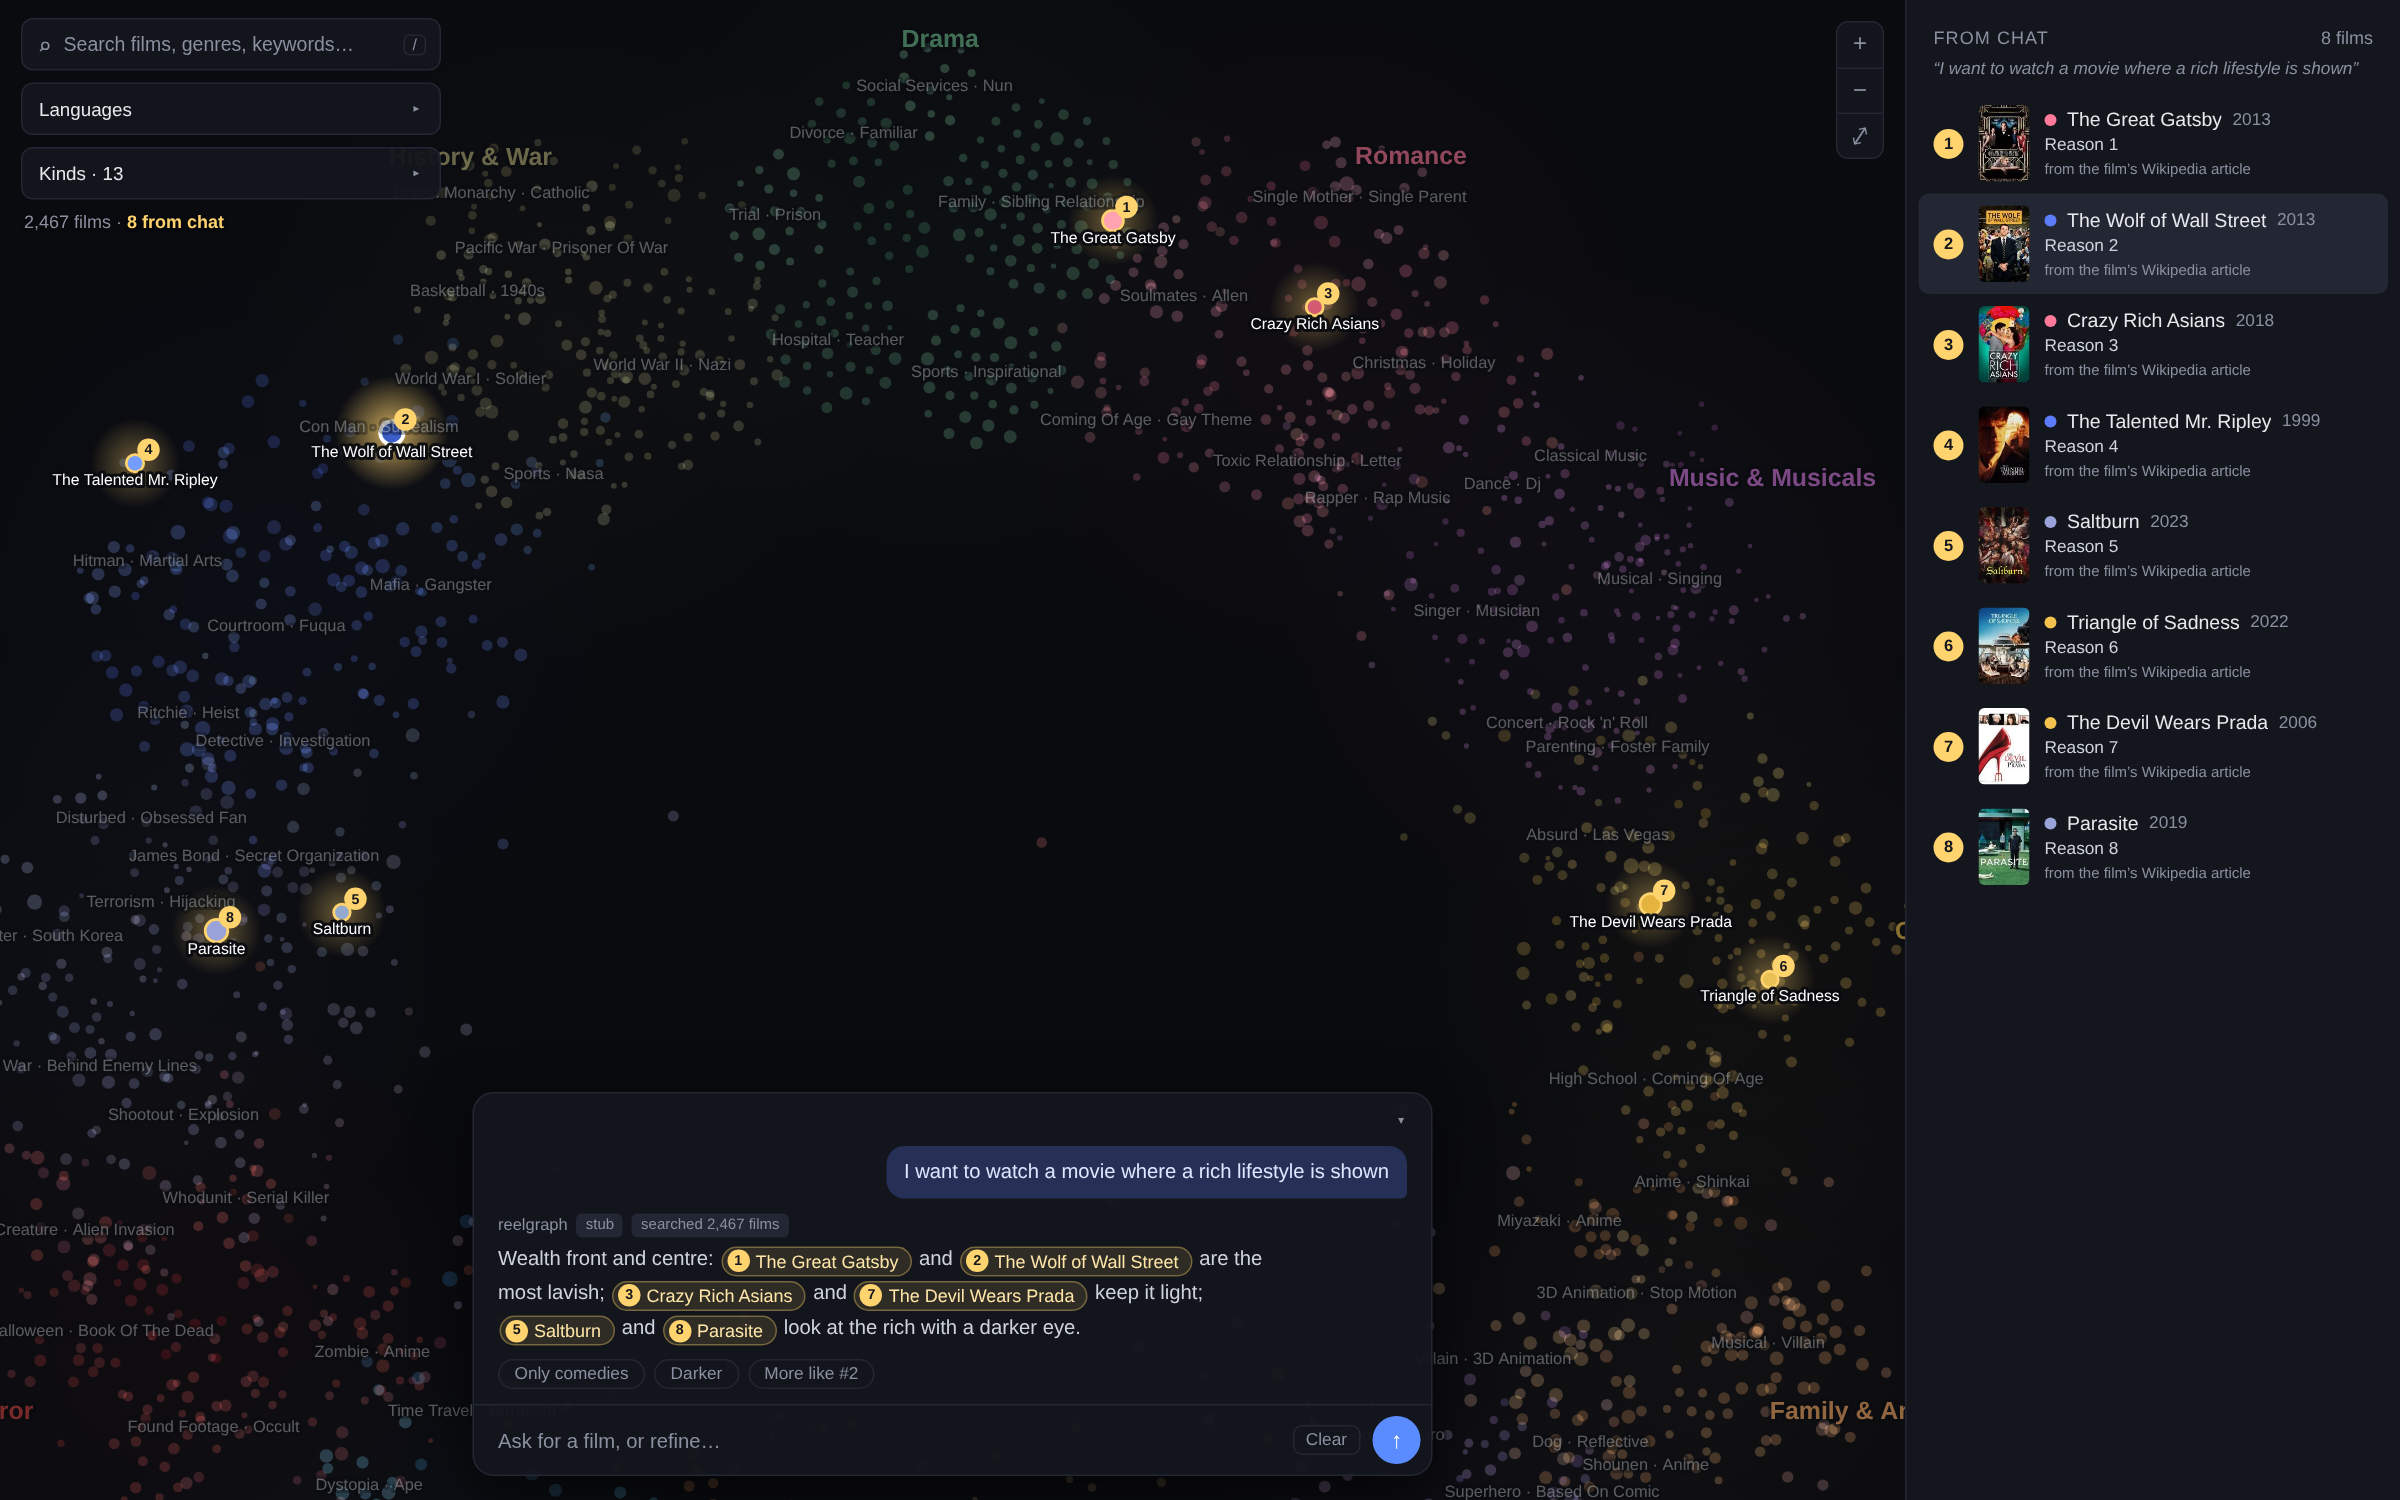 Search films, genres, keywords… /
Languages
Kinds · 13
2,467 films · 8 from chat
Drama
Social Services · Nun
Divorce · Familiar
History & War
Monarchy · Catholic
Romance
Single Mother · Single Parent
Family · Sibling Relationship
Trial · Prison
1
The Great Gatsby
Pacific War · Prisoner Of War
Basketball · 1940s
Soulmates · Allen
3
Crazy Rich Asians
Hospital · Teacher
World War II · Nazi
World War I · Soldier
Sports · Inspirational
Christmas · Holiday
Coming Of Age · Gay Theme
2
Con Man · Surrealism
The Wolf of Wall Street
4
The Talented Mr. Ripley
Sports · Nasa
Toxic Relationship · Letter
Classical Music
Music & Musicals
Dance · Dj
Rapper · Rap Music
Hitman · Martial Arts
Mafia · Gangster
Musical · Singing
Singer · Musician
Courtroom · Fuqua
Ritchie · Heist
Concert · Rock 'n' Roll
Detective · Investigation
Parenting · Foster Family
Disturbed · Obsessed Fan
Absurd · Las Vegas
James Bond · Secret Organization
Terrorism · Hijacking
5
Saltburn
8
Parasite
ter · South Korea
7
The Devil Wears Prada
6
Triangle of Sadness
War · Behind Enemy Lines
High School · Coming Of Age
Shootout · Explosion
Anime · Shinkai
Whodunit · Serial Killer
Creature · Alien Invasion
Miyazaki · Anime
3D Animation · Stop Motion
alloween · Book Of The Dead
Zombie · Anime
Musical · Villain
lain · 3D Animation
ror
Time Travel
Family & An
Found Footage · Occult
Dog · Reflective
Shounen · Anime
Dystopia · Ape
Superhero · Based On Comic
I want to watch a movie where a rich lifestyle is shown
reelgraph stub searched 2,467 films
Wealth front and centre: 1 The Great Gatsby and 2 The Wolf of Wall Street are the
most lavish; 3 Crazy Rich Asians and 7 The Devil Wears Prada keep it light;
5 Saltburn and 8 Parasite look at the rich with a darker eye.
Only comedies Darker More like #2
Ask for a film, or refine… Clear ↑
+
−
FROM CHAT 8 films
“I want to watch a movie where a rich lifestyle is shown”
1 The Great Gatsby 2013
Reason 1
from the film's Wikipedia article
2 The Wolf of Wall Street 2013
Reason 2
from the film's Wikipedia article
3 Crazy Rich Asians 2018
Reason 3
from the film's Wikipedia article
4 The Talented Mr. Ripley 1999
Reason 4
from the film's Wikipedia article
5 Saltburn 2023
Reason 5
from the film's Wikipedia article
6 Triangle of Sadness 2022
Reason 6
from the film's Wikipedia article
7 The Devil Wears Prada 2006
Reason 7
from the film's Wikipedia article
8 Parasite 2019
Reason 8
from the film's Wikipedia article